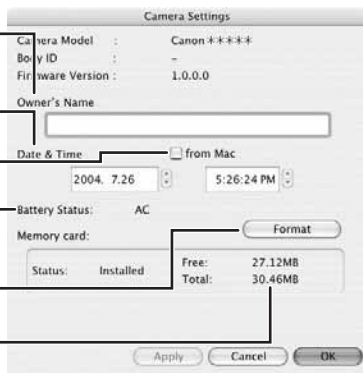 Camera Settings
Camera Model : Canon *****
Body ID : –
Firmware Version : 1.0.0.0
Owner's Name
Date & Time from Mac
2004. 7.26 5:26:24 PM
Battery Status: AC
Memory card: Format
Status: Installed Free: 27.12MB
Total: 30.46MB
Apply Cancel OK